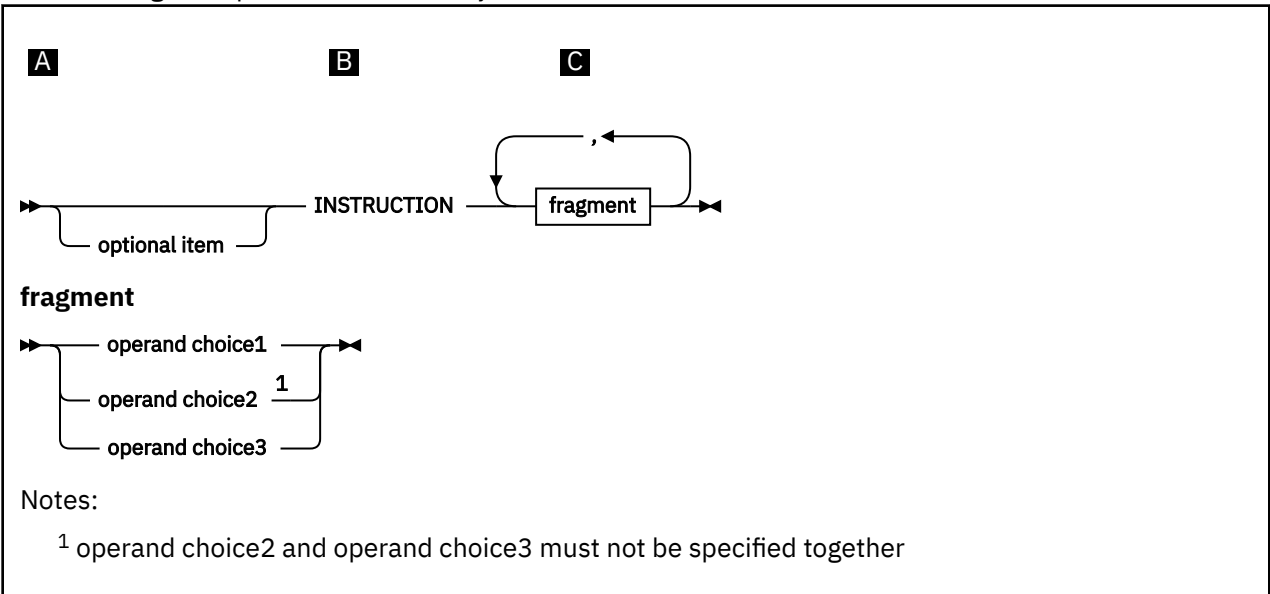 A B C
,
INSTRUCTION fragment
optional item
fragment
operand choice1
operand choice2 1
operand choice3
Notes:
1 operand choice2 and operand choice3 must not be specified together